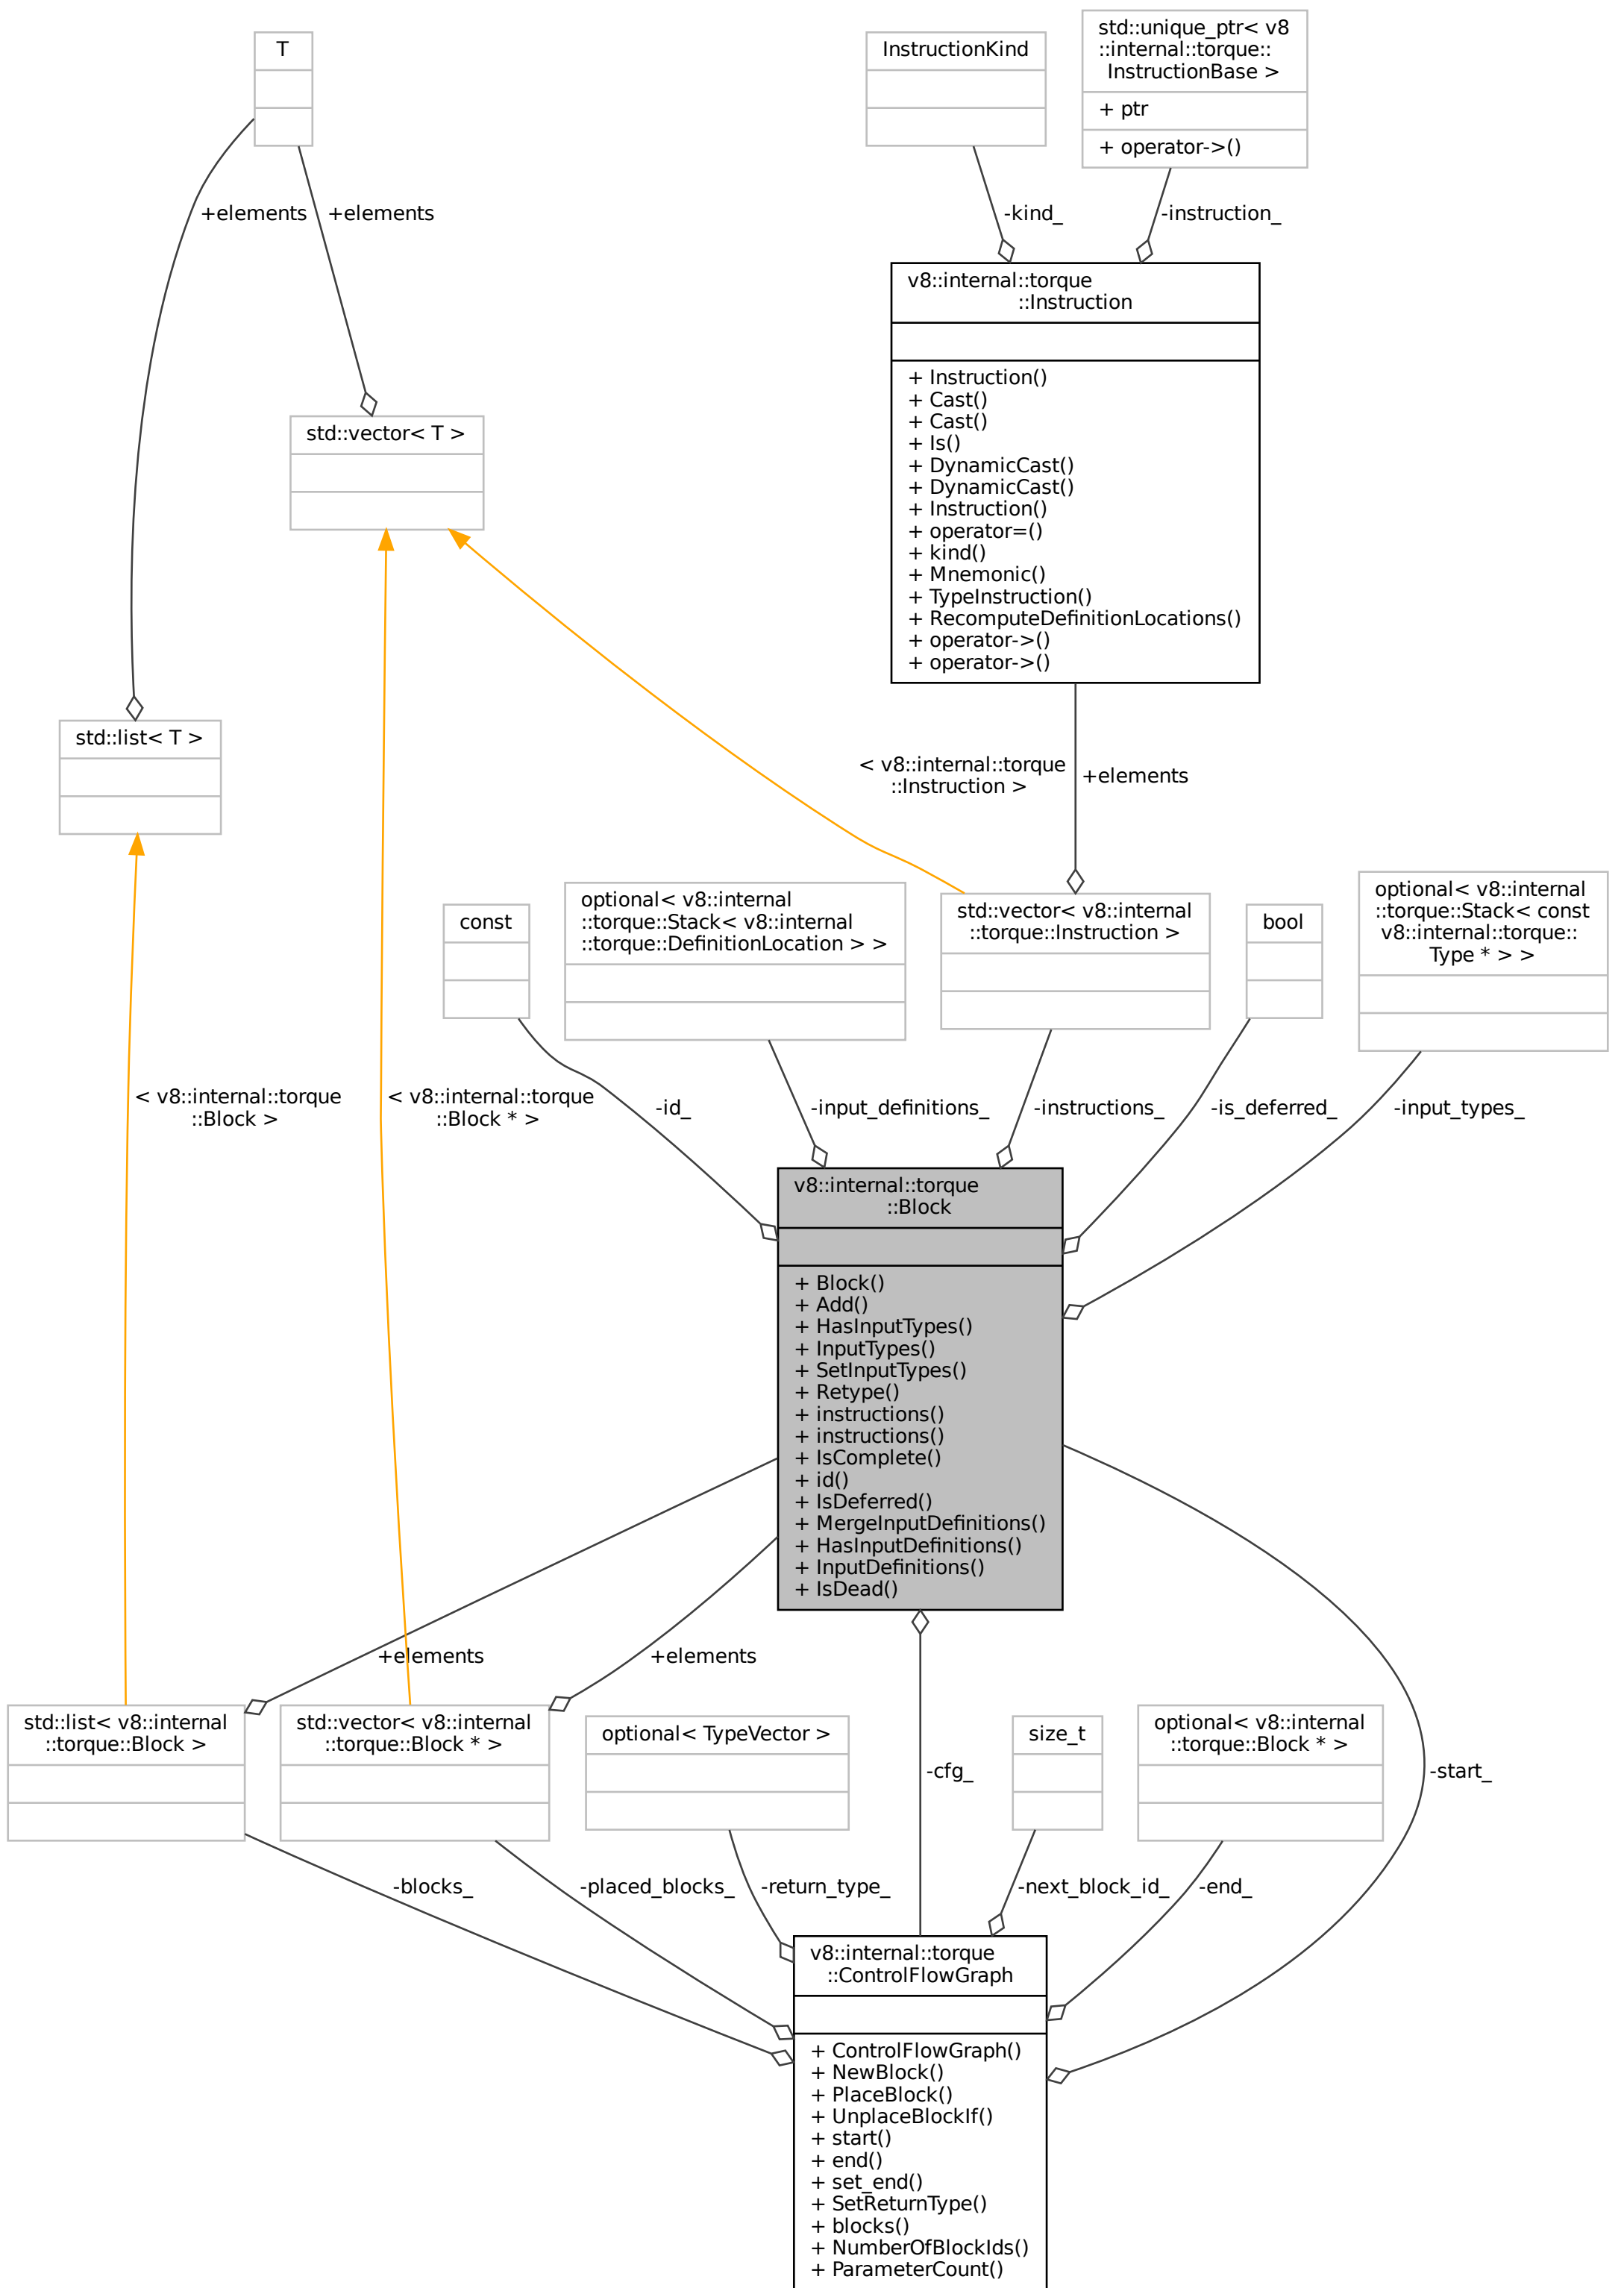 T
InstructionKind
std::unique_ptr< v8
::internal::torque::
InstructionBase >
+ ptr
+ operator->()
+elements
+elements
-kind_
-instruction_
v8::internal::torque
::Instruction
+ Instruction()
+ Cast()
+ Cast()
+ Is()
+ DynamicCast()
+ DynamicCast()
+ Instruction()
+ operator=()
+ kind()
+ Mnemonic()
+ TypeInstruction()
+ RecomputeDefinitionLocations()
+ operator->()
+ operator->()
std::vector< T >
std::list< T >
< v8::internal::torque
::Instruction >
+elements
const
optional< v8::internal
::torque::Stack< v8::internal
::torque::DefinitionLocation > >
std::vector< v8::internal
::torque::Instruction >
bool
optional< v8::internal
::torque::Stack< const
v8::internal::torque::
Type * > >
< v8::internal::torque
::Block >
< v8::internal::torque
::Block * >
-id_
-input_definitions_
-instructions_
-is_deferred_
-input_types_
v8::internal::torque
::Block
+ Block()
+ Add()
+ HasInputTypes()
+ InputTypes()
+ SetInputTypes()
+ Retype()
+ instructions()
+ instructions()
+ IsComplete()
+ id()
+ IsDeferred()
+ MergeInputDefinitions()
+ HasInputDefinitions()
+ InputDefinitions()
+ IsDead()
+elements
+elements
std::list< v8::internal
::torque::Block >
std::vector< v8::internal
::torque::Block * >
optional< TypeVector >
-cfg_
size_t
optional< v8::internal
::torque::Block * >
-start_
-blocks_
-placed_blocks_
-return_type_
-next_block_id_
-end_
v8::internal::torque
::ControlFlowGraph
+ ControlFlowGraph()
+ NewBlock()
+ PlaceBlock()
+ UnplaceBlockIf()
+ start()
+ end()
+ set_end()
+ SetReturnType()
+ blocks()
+ NumberOfBlockIds()
+ ParameterCount()